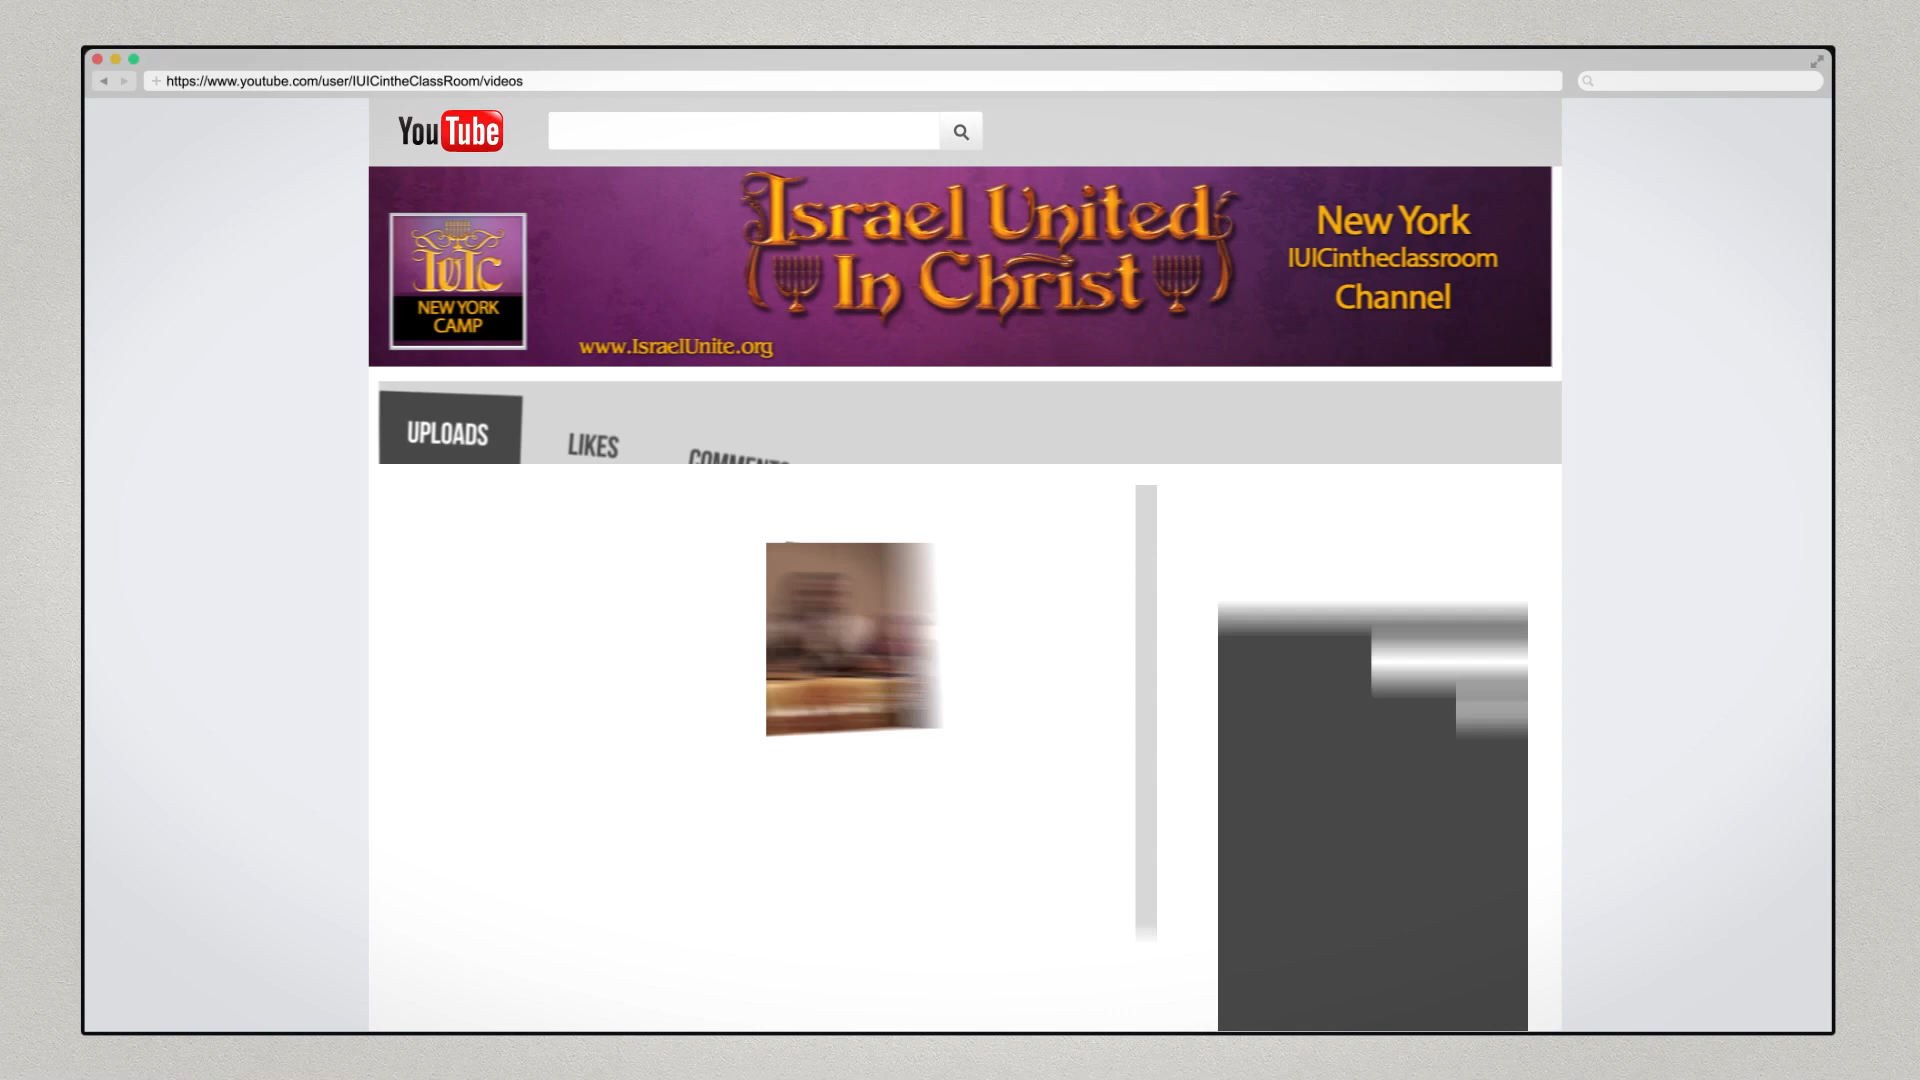 https://www.youtube.com/user/IUICintheClassRoom/videos
YouTube
Israel United
In Christ
New York
IUICintheclassroom
Channel
IUIC
NEW YORK
CAMP
www.IsraelUnite.org
UPLOADS
LIKES
COMMENTS